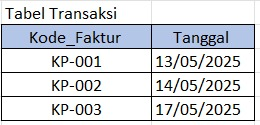 Tabel Transaksi
Kode_Faktur Tanggal
KP-001 13/05/2025
KP-002 14/05/2025
KP-003 17/05/2025